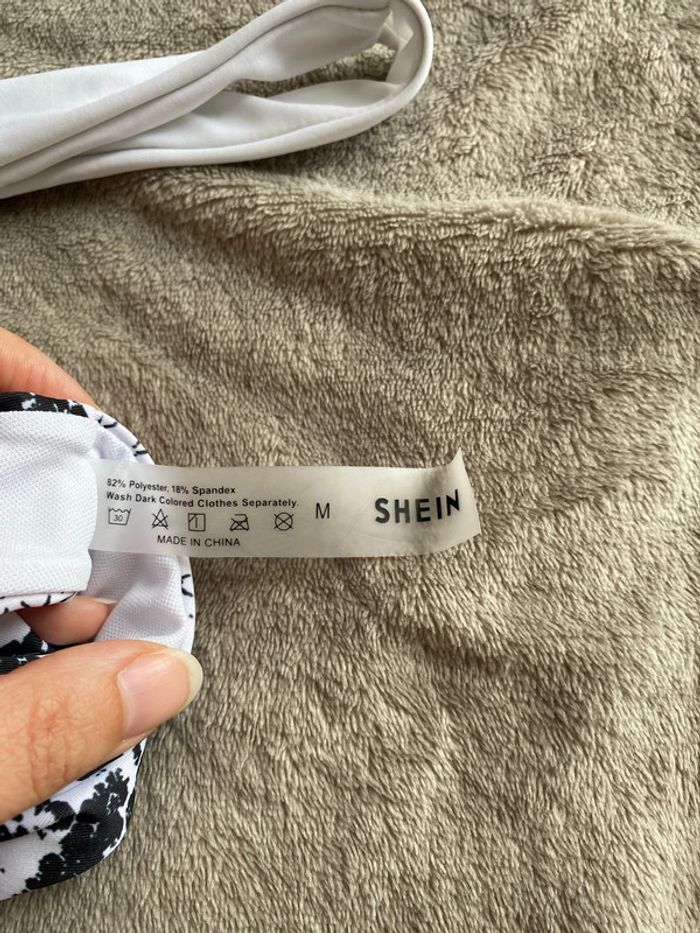 82% Polyester, 18% Spandex
Wash Dark Colored Clothes Separately.
30
M
SHEIN
MADE IN CHINA